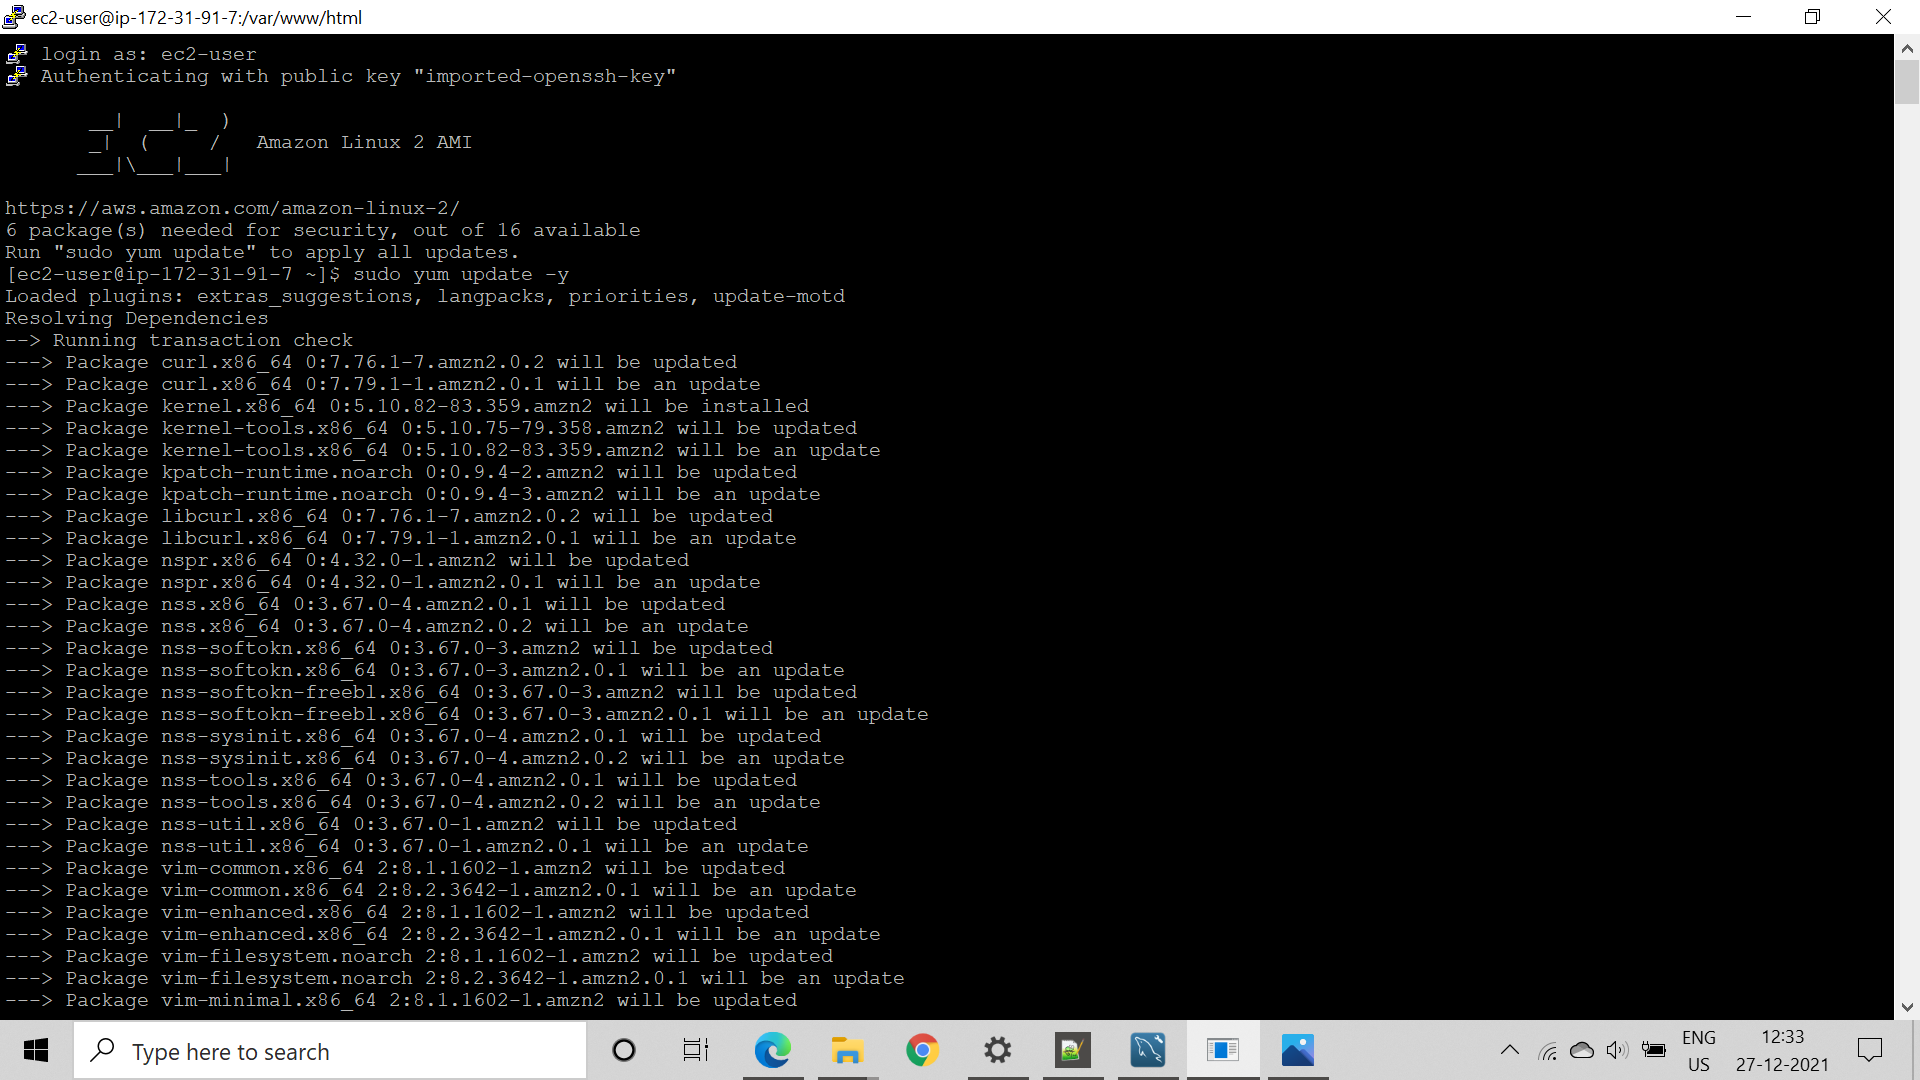 ec2-user@ip-172-31-91-7:/var/www/html
login as: ec2-user
Authenticating with public key "imported-openssh-key"
       __|  __|_  )
       _|  (     /   Amazon Linux 2 AMI
      ___|\___|___|
https://aws.amazon.com/amazon-linux-2/
6 package(s) needed for security, out of 16 available
Run "sudo yum update" to apply all updates.
[ec2-user@ip-172-31-91-7 ~]$ sudo yum update -y
Loaded plugins: extras_suggestions, langpacks, priorities, update-motd
Resolving Dependencies
--> Running transaction check
---> Package curl.x86_64 0:7.76.1-7.amzn2.0.2 will be updated
---> Package curl.x86_64 0:7.79.1-1.amzn2.0.1 will be an update
---> Package kernel.x86_64 0:5.10.82-83.359.amzn2 will be installed
---> Package kernel-tools.x86_64 0:5.10.75-79.358.amzn2 will be updated
---> Package kernel-tools.x86_64 0:5.10.82-83.359.amzn2 will be an update
---> Package kpatch-runtime.noarch 0:0.9.4-2.amzn2 will be updated
---> Package kpatch-runtime.noarch 0:0.9.4-3.amzn2 will be an update
---> Package libcurl.x86_64 0:7.76.1-7.amzn2.0.2 will be updated
---> Package libcurl.x86_64 0:7.79.1-1.amzn2.0.1 will be an update
---> Package nspr.x86_64 0:4.32.0-1.amzn2 will be updated
---> Package nspr.x86_64 0:4.32.0-1.amzn2.0.1 will be an update
---> Package nss.x86_64 0:3.67.0-4.amzn2.0.1 will be updated
---> Package nss.x86_64 0:3.67.0-4.amzn2.0.2 will be an update
---> Package nss-softokn.x86_64 0:3.67.0-3.amzn2 will be updated
---> Package nss-softokn.x86_64 0:3.67.0-3.amzn2.0.1 will be an update
---> Package nss-softokn-freebl.x86_64 0:3.67.0-3.amzn2 will be updated
---> Package nss-softokn-freebl.x86_64 0:3.67.0-3.amzn2.0.1 will be an update
---> Package nss-sysinit.x86_64 0:3.67.0-4.amzn2.0.1 will be updated
---> Package nss-sysinit.x86_64 0:3.67.0-4.amzn2.0.2 will be an update
---> Package nss-tools.x86_64 0:3.67.0-4.amzn2.0.1 will be updated
---> Package nss-tools.x86_64 0:3.67.0-4.amzn2.0.2 will be an update
---> Package nss-util.x86_64 0:3.67.0-1.amzn2 will be updated
---> Package nss-util.x86_64 0:3.67.0-1.amzn2.0.1 will be an update
---> Package vim-common.x86_64 2:8.1.1602-1.amzn2 will be updated
---> Package vim-common.x86_64 2:8.2.3642-1.amzn2.0.1 will be an update
---> Package vim-enhanced.x86_64 2:8.1.1602-1.amzn2 will be updated
---> Package vim-enhanced.x86_64 2:8.2.3642-1.amzn2.0.1 will be an update
---> Package vim-filesystem.noarch 2:8.1.1602-1.amzn2 will be updated
---> Package vim-filesystem.noarch 2:8.2.3642-1.amzn2.0.1 will be an update
---> Package vim-minimal.x86_64 2:8.1.1602-1.amzn2 will be updated
Type here to search
ENG
US
12:33
27-12-2021